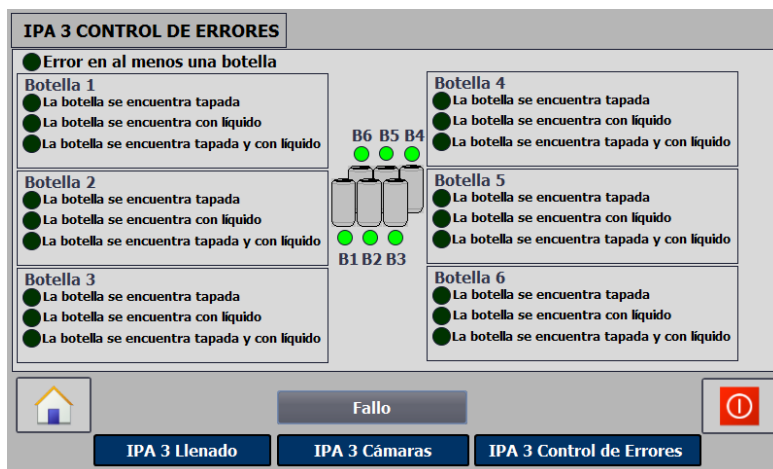 IPA 3 CONTROL DE ERRORES
Error en al menos una botella
Botella 1
La botella se encuentra tapada
La botella se encuentra con líquido
La botella se encuentra tapada y con líquido
Botella 2
La botella se encuentra tapada
La botella se encuentra con líquido
La botella se encuentra tapada y con líquido
Botella 3
La botella se encuentra tapada
La botella se encuentra con líquido
La botella se encuentra tapada y con líquido
B6 B5 B4
B1 B2 B3
Botella 4
La botella se encuentra tapada
La botella se encuentra con líquido
La botella se encuentra tapada y con líquido
Botella 5
La botella se encuentra tapada
La botella se encuentra con líquido
La botella se encuentra tapada y con líquido
Botella 6
La botella se encuentra tapada
La botella se encuentra con líquido
La botella se encuentra tapada y con líquido
Fallo
IPA 3 Llenado
IPA 3 Cámaras
IPA 3 Control de Errores